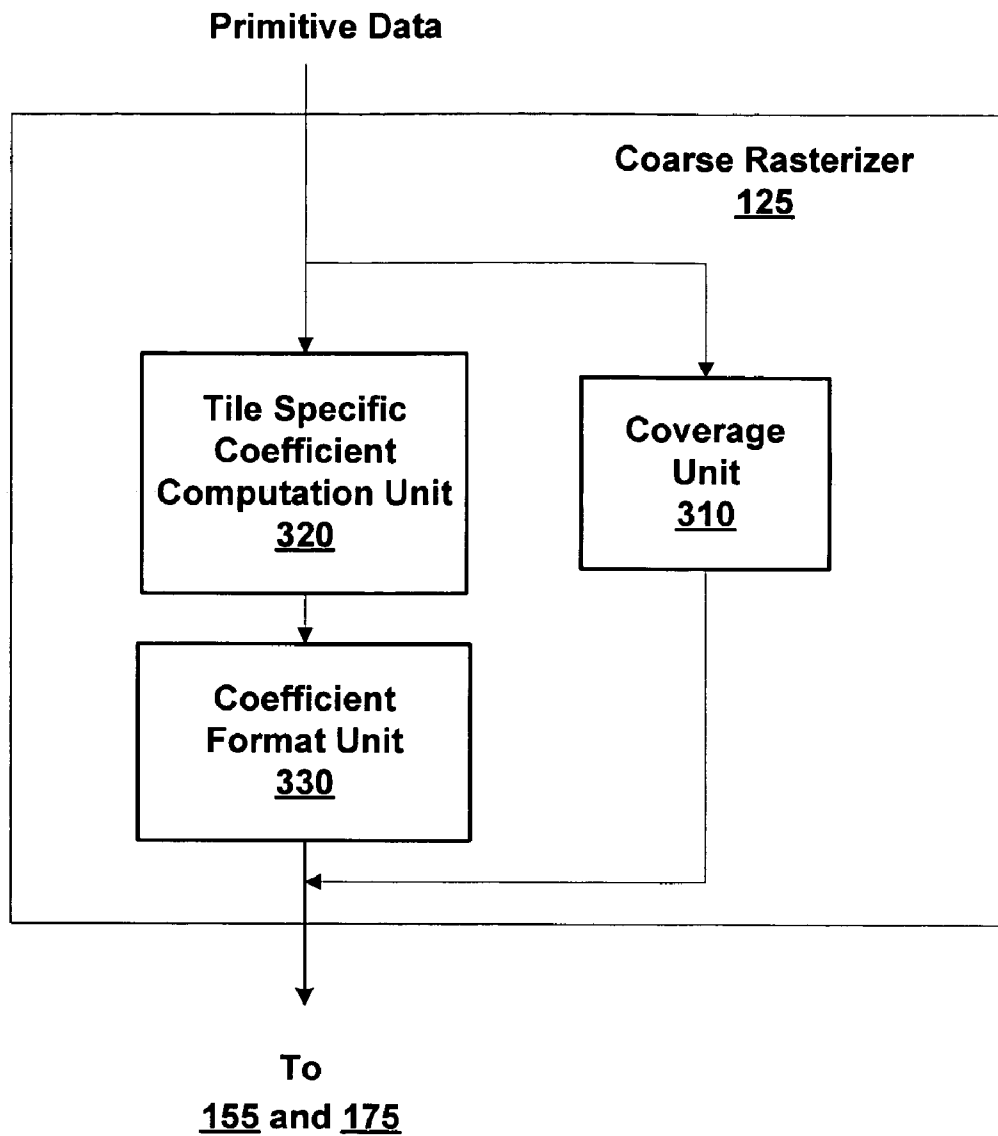 Primitive Data
Coarse Rasterizer
125
Tile Specific
Coefficient
Computation Unit
320
Coverage
Unit
310
Coefficient
Format Unit
330
To
155 and 175